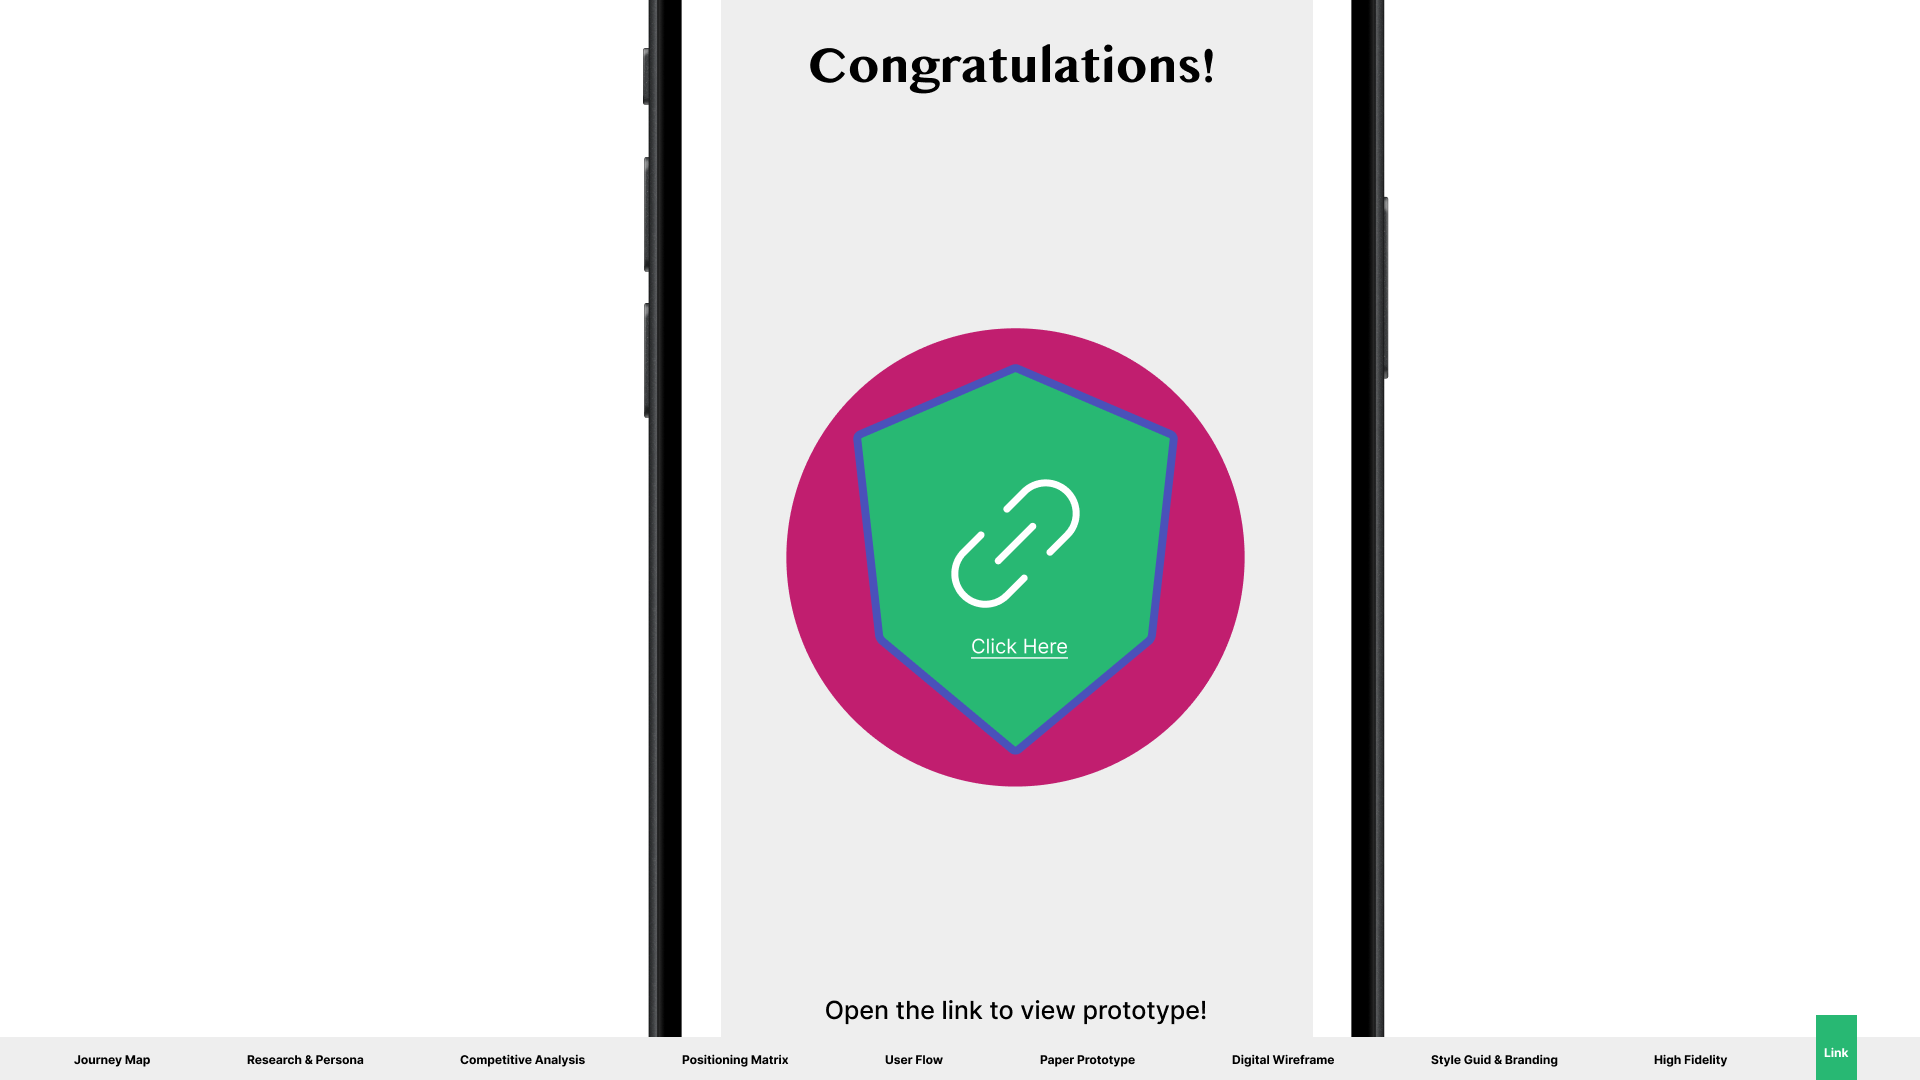 Congratulations!
Click Here
Open the link to view prototype!
Journey Map
Research & Persona
Competitive Analysis
Positioning Matrix
User Flow
Paper Prototype
Digital Wireframe
Style Guid & Branding
High Fidelity
Link